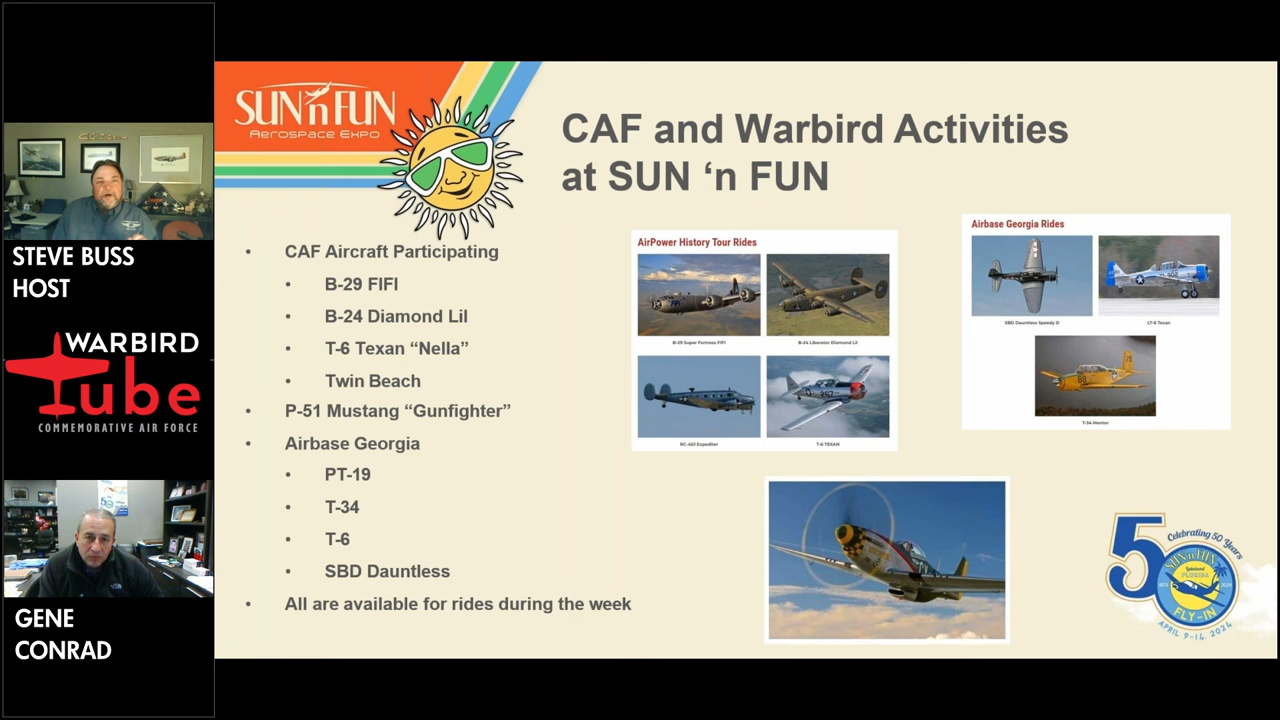 STEVE BUSS
HOST
WARBIRD
Tube
COMMEMORATIVE AIR FORCE
GENE
CONRAD
SUN 'n FUN
Aerospace Expo
CAF and Warbird Activities
at SUN ‘n FUN
• CAF Aircraft Participating
• B-29 FIFI
• B-24 Diamond Lil
• T-6 Texan “Nella”
• Twin Beach
• P-51 Mustang “Gunfighter”
• Airbase Georgia
• PT-19
• T-34
• T-6
• SBD Dauntless
• All are available for rides during the week
AirPower History Tour Rides
B-29 Super Fortress FIFI
B-24 Liberator Diamond Lil
T-6 TEXAN
Airbase Georgia Rides
SBD Dauntless Speedy D
LT-6 Texan
T-34 Mentor
50
Celebrating 50 Years
SUN 'n FUN
Lakeland
FLORIDA
1974
2024
FLY-IN
APRIL 9-14, 2024